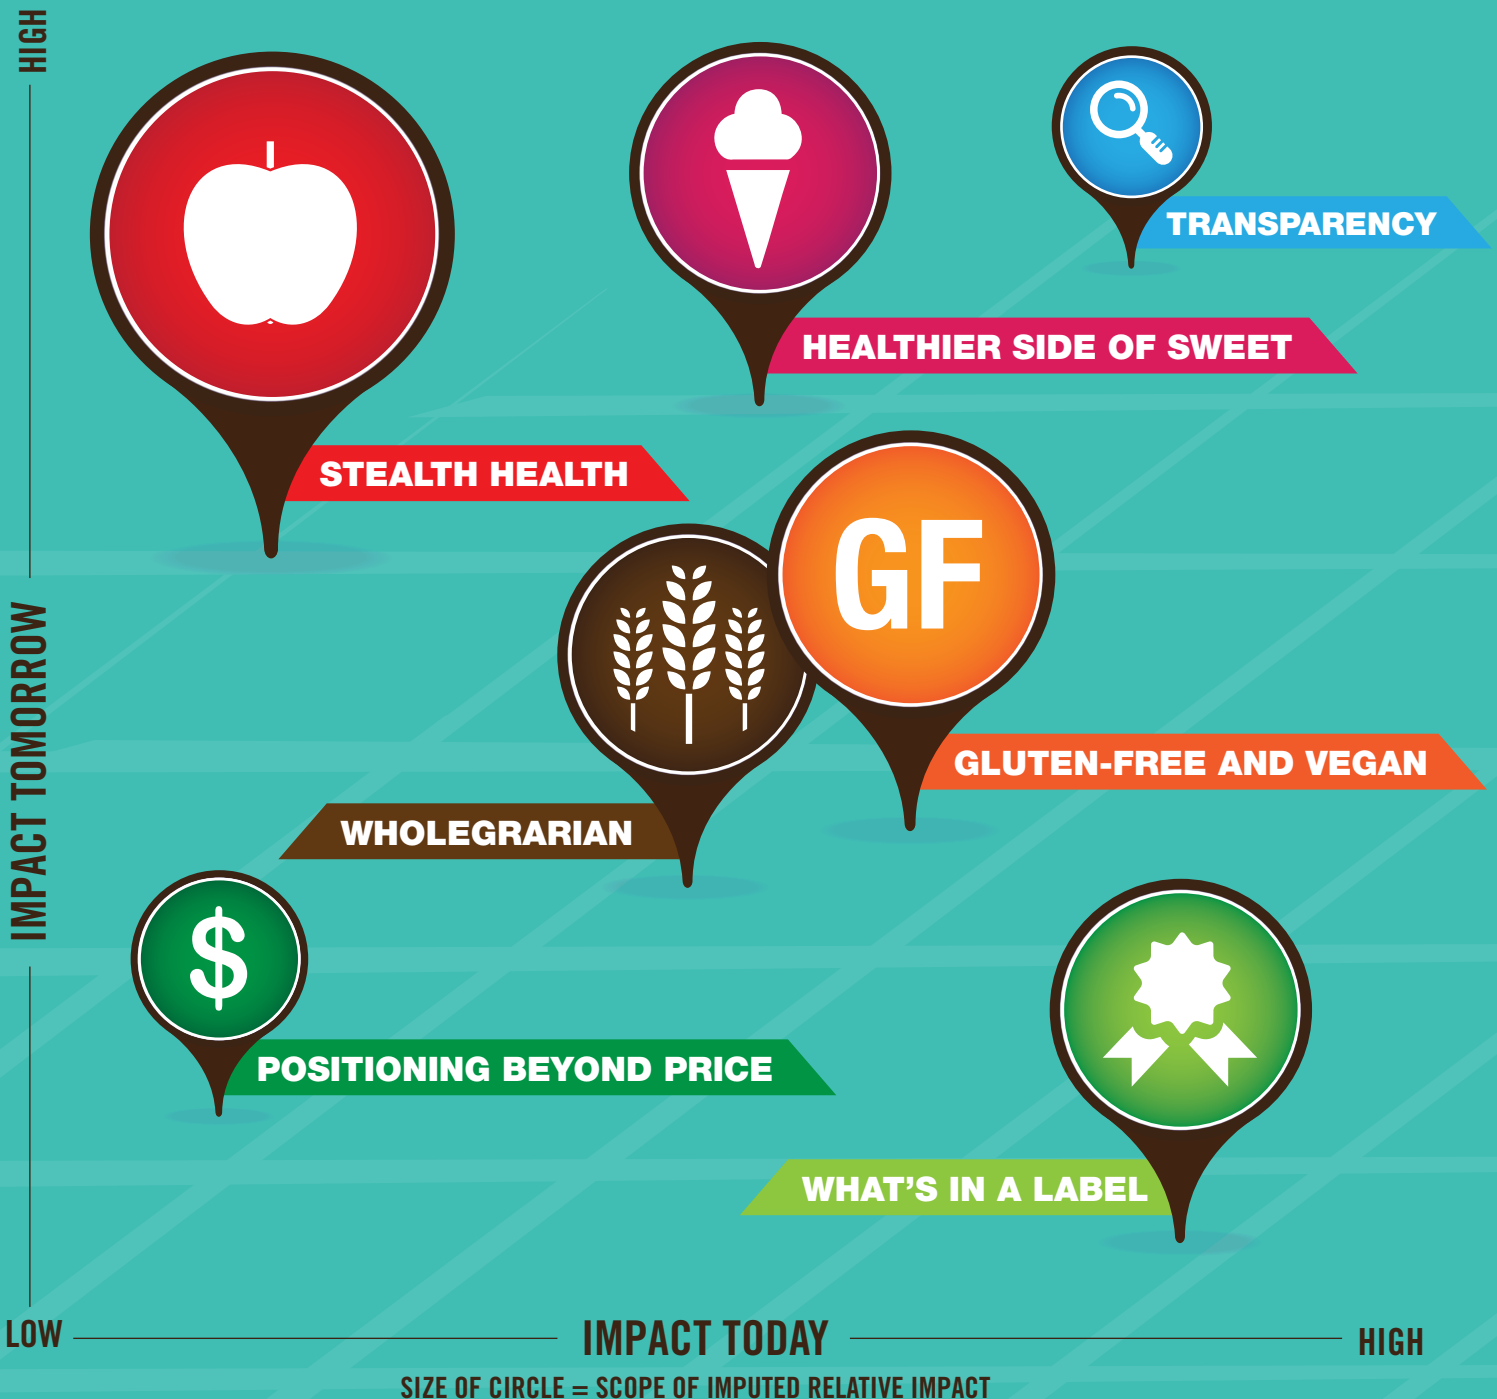 HIGH
TRANSPARENCY
HEALTHIER SIDE OF SWEET
STEALTH HEALTH
GF
GLUTEN-FREE AND VEGAN
IMPACT TOMORROW
WHOLEGRARIAN
$
POSITIONING BEYOND PRICE
WHAT'S IN A LABEL
LOW
IMPACT TODAY
HIGH
SIZE OF CIRCLE = SCOPE OF IMPUTED RELATIVE IMPACT